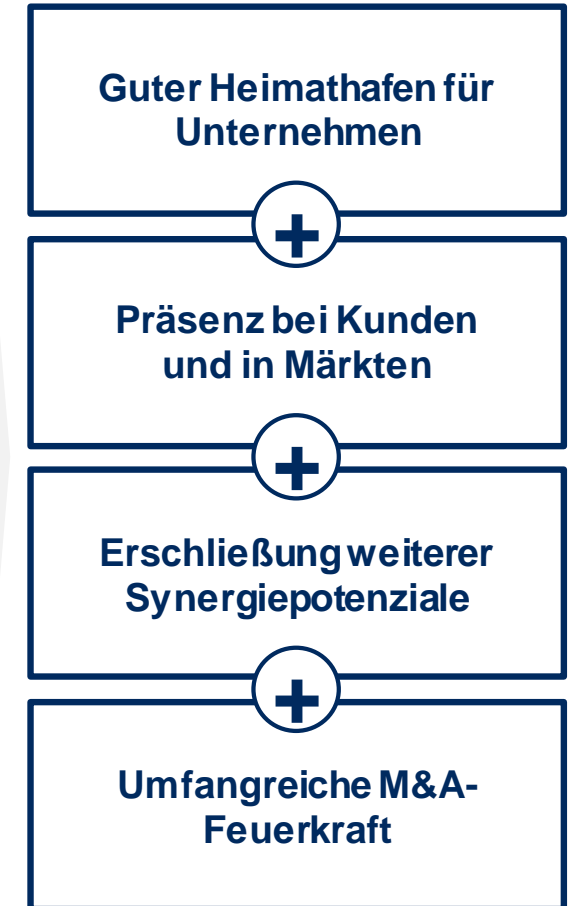 Guter Heimathafen für
Unternehmen
+
Präsenz bei Kunden
und in Märkten
+
Erschließung weiterer
Synergiepotenziale
+
Umfangreiche M&A-
Feuerkraft